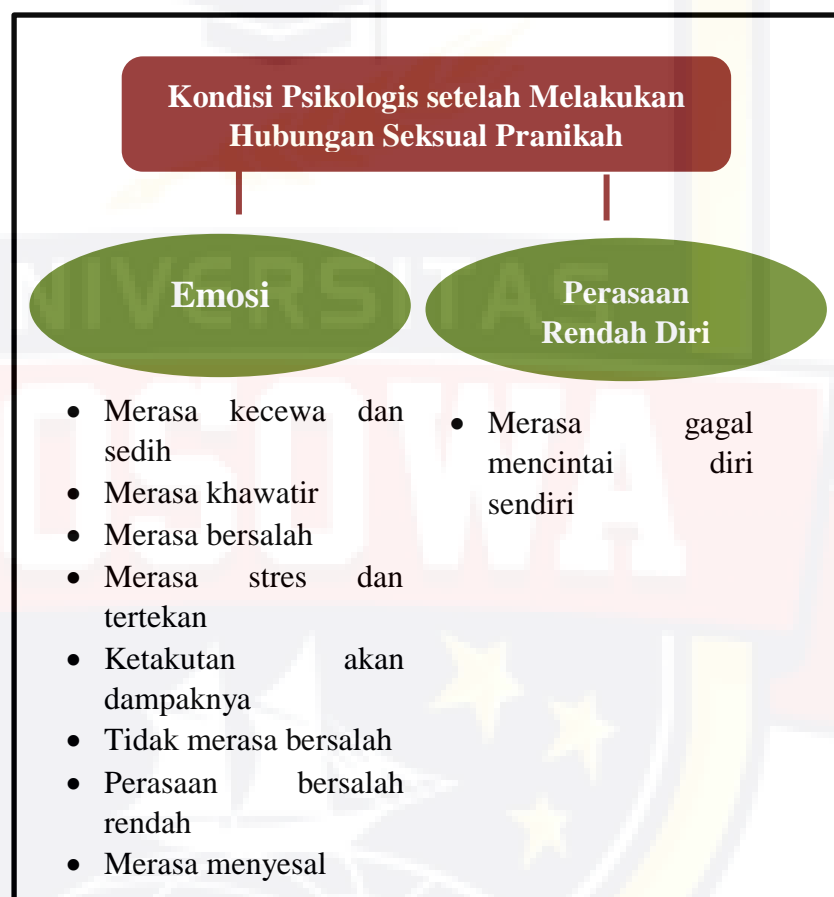 Kondisi Psikologis setelah Melakukan
Hubungan Seksual Pranikah
Emosi
Perasaan
Rendah Diri
• Merasa kecewa dan
sedih
• Merasa khawatir
• Merasa bersalah
• Merasa stres dan
tertekan
• Ketakutan akan
dampaknya
• Tidak merasa bersalah
• Perasaan bersalah
rendah
• Merasa menyesal
• Merasa gagal
mencintai diri
sendiri
NIVERSITAS
OSOWA